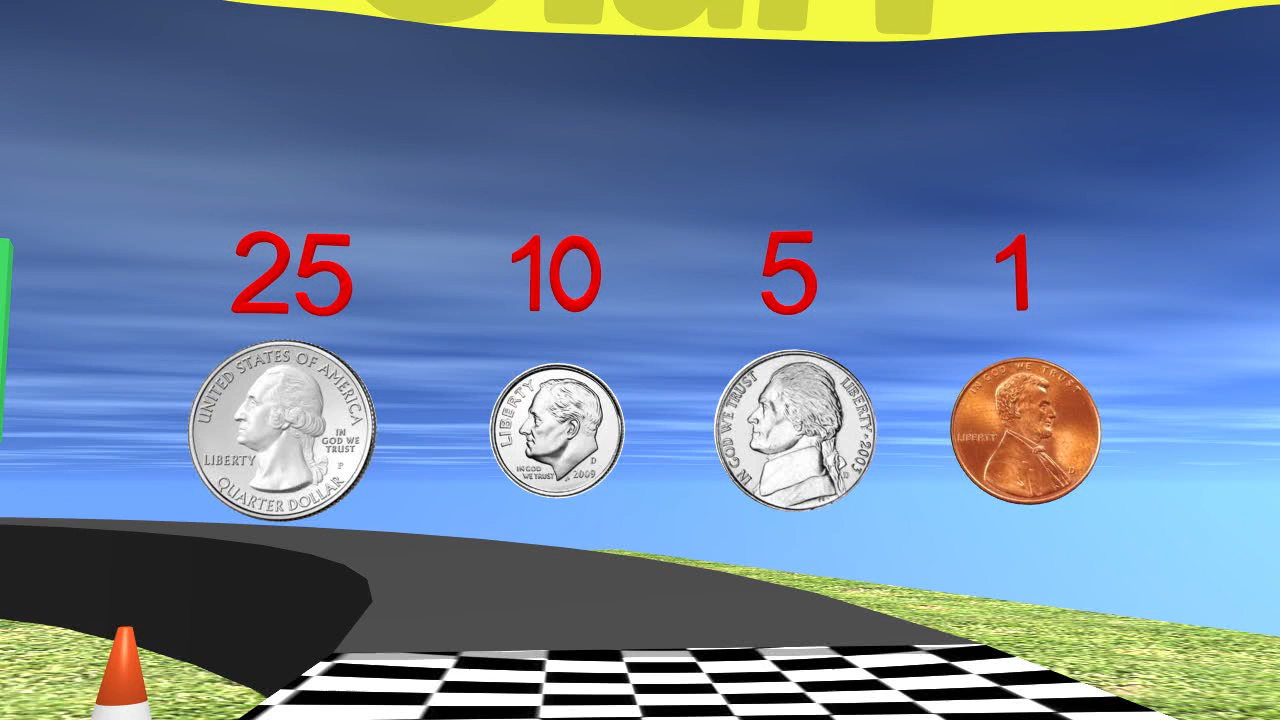 Start
25 10 5 1
UNITED STATES OF AMERICA
LIBERTY
IN
GOD WE
TRUST
P
QUARTER DOLLAR
LIBERTY
IN GOD
WE TRUST
D
2009
IN GOD WE TRUST
LIBERTY · 2003
IN GOD WE TRUST
LIBERTY
D